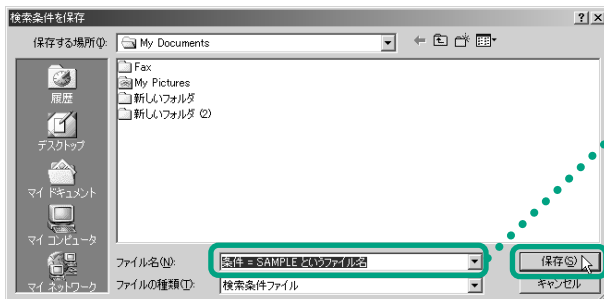 検索条件を保存
保存する場所(I): My Documents
履歴
デスクトップ
マイ ドキュメント
マイ コンピュータ
マイ ネットワーク
Fax
My Pictures
新しいフォルダ
新しいフォルダ (2)
ファイル名(N): 条件 = SAMPLE というファイル名 保存(S)
ファイルの種類(T): 検索条件ファイル キャンセル